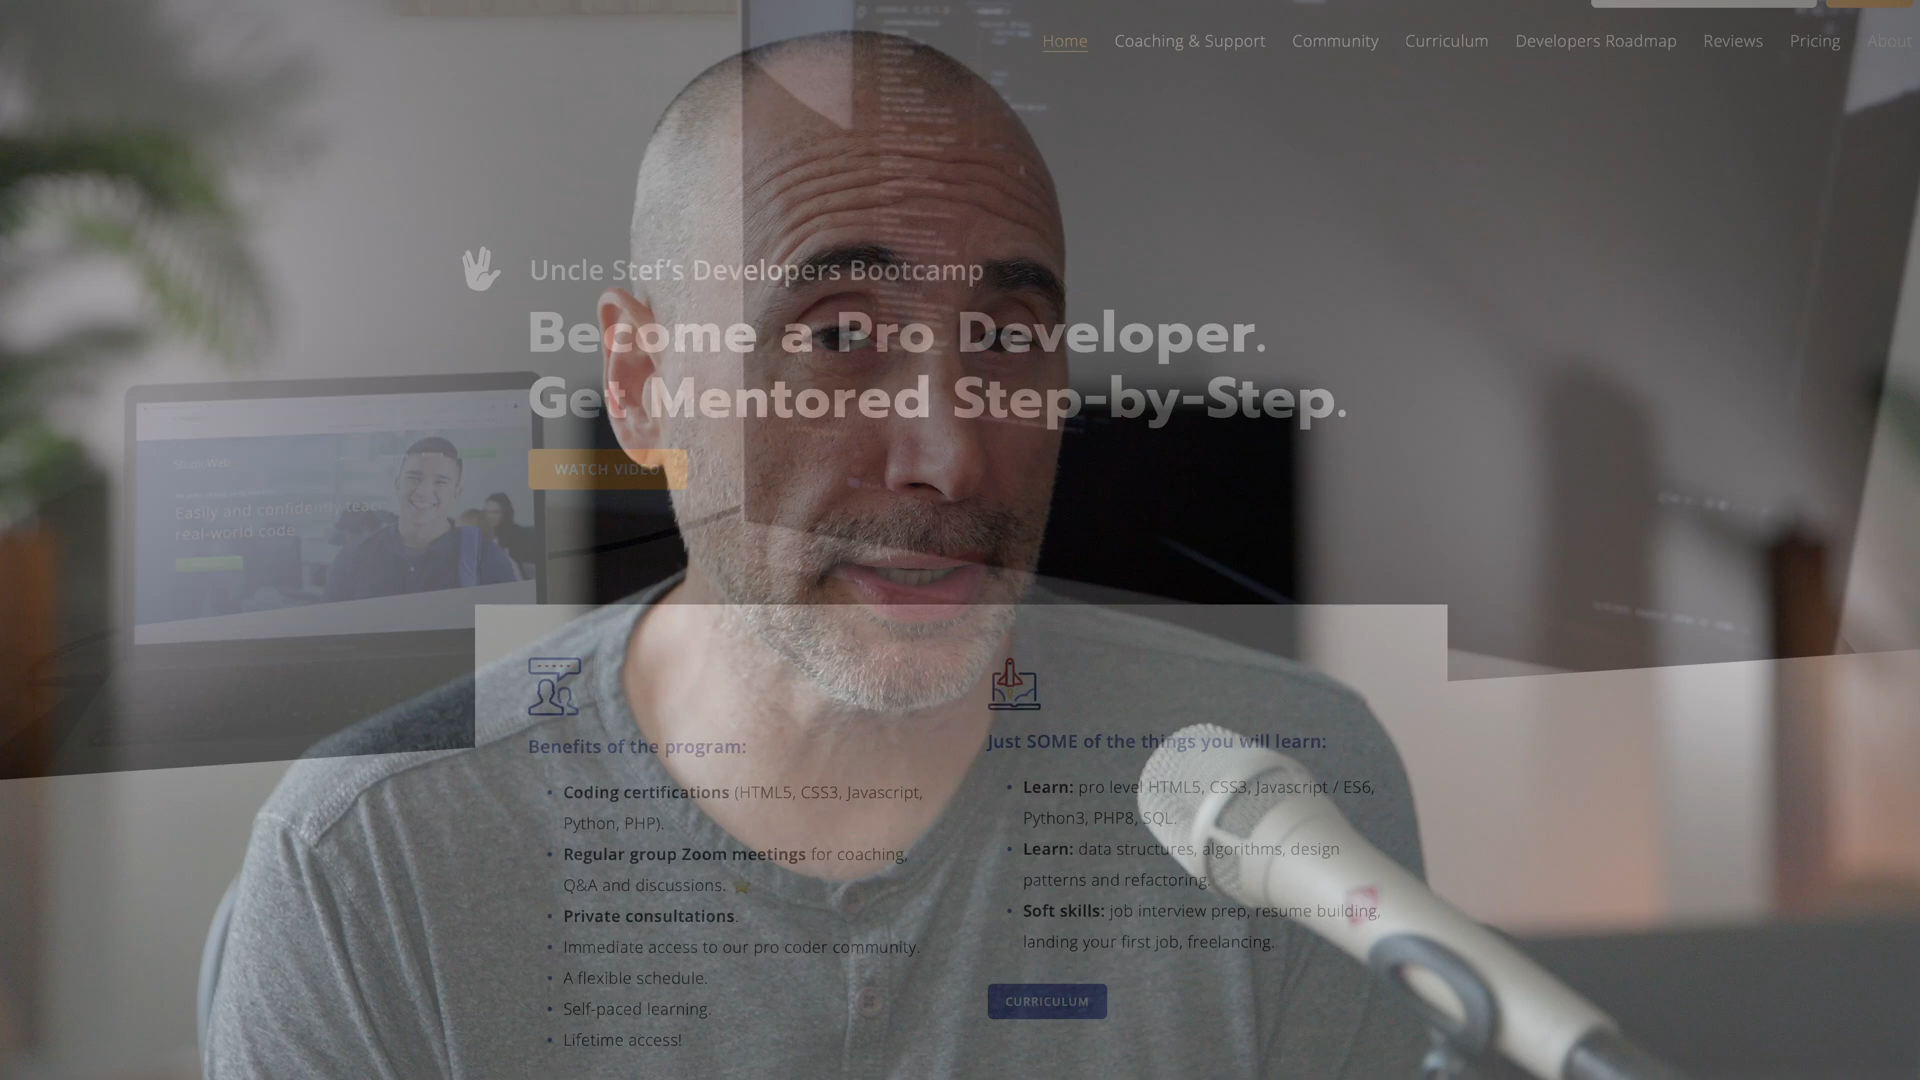 Home Coaching & Support Community Curriculum Developers Roadmap Reviews Pricing About
Uncle Stef's Developers Bootcamp
Become a Pro Developer.
Get Mentored Step-by-Step.
WATCH VIDEO
Easily and confidently teach
real-world code
Benefits of the program:
• Coding certifications (HTML5, CSS3, Javascript,
Python, PHP).
• Regular group Zoom meetings for coaching,
Q&A and discussions.
• Private consultations.
• Immediate access to our pro coder community.
• A flexible schedule.
• Self-paced learning.
• Lifetime access!
Just SOME of the things you will learn:
• Learn: pro level HTML5, CSS3, Javascript / ES6,
Python3, PHP8, SQL.
• Learn: data structures, algorithms, design
patterns and refactoring.
• Soft skills: job interview prep, resume building,
landing your first job, freelancing.
CURRICULUM